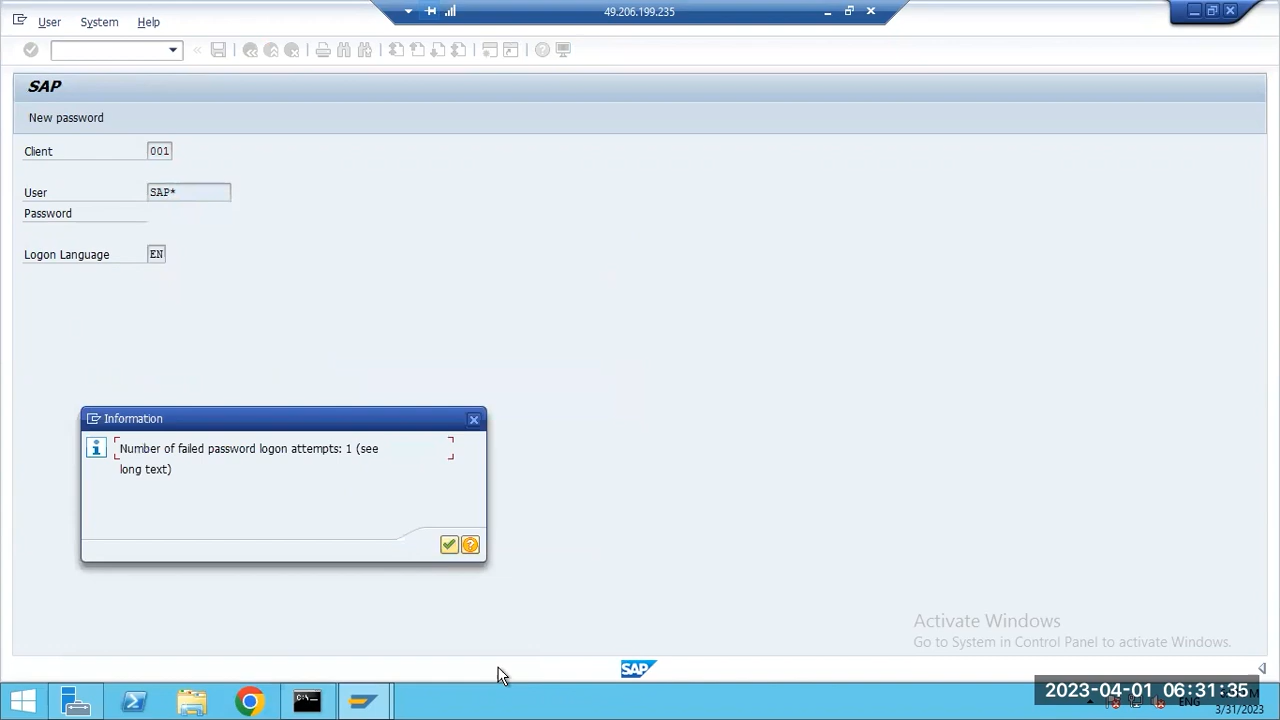 49.206.199.235
User System Help
SAP
New password
Client 001
User SAP*
Password
Logon Language EN
Information
Number of failed password logon attempts: 1 (see
long text)
Activate Windows
Go to System in Control Panel to activate Windows.
SAP
2023-04-01 06:31:35
ENG
3/31/2023